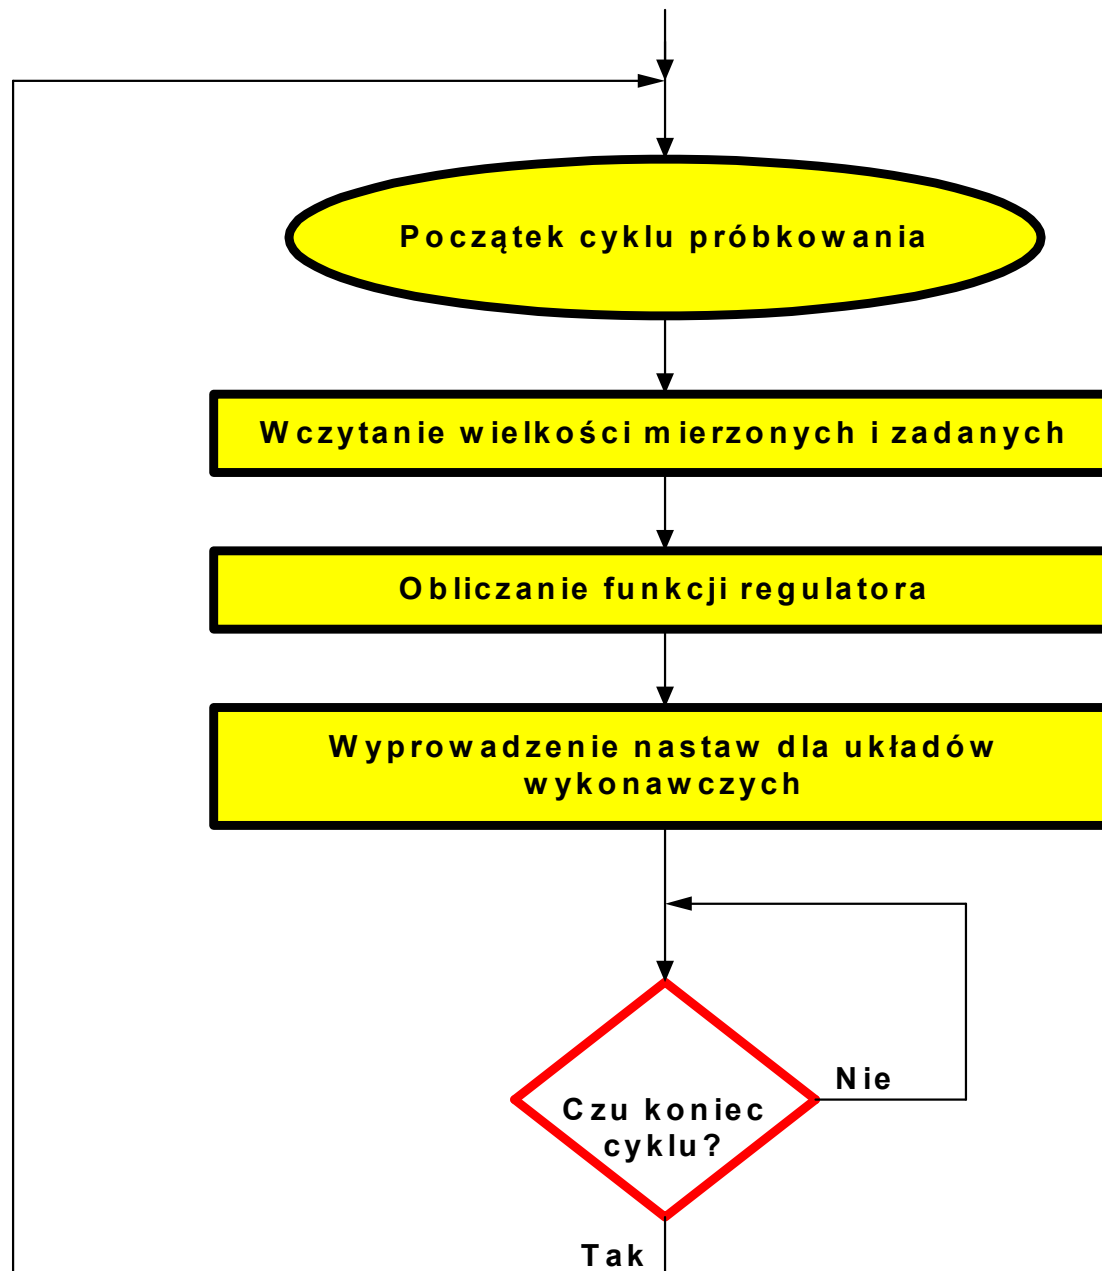 Początek cyklu próbkowania
Wczytanie wielkości mierzonych i zadanych
Obliczanie funkcji regulatora
Wyprowadzenie nastaw dla układów
wykonawczych
Nie
Czu koniec
cyklu?
Tak